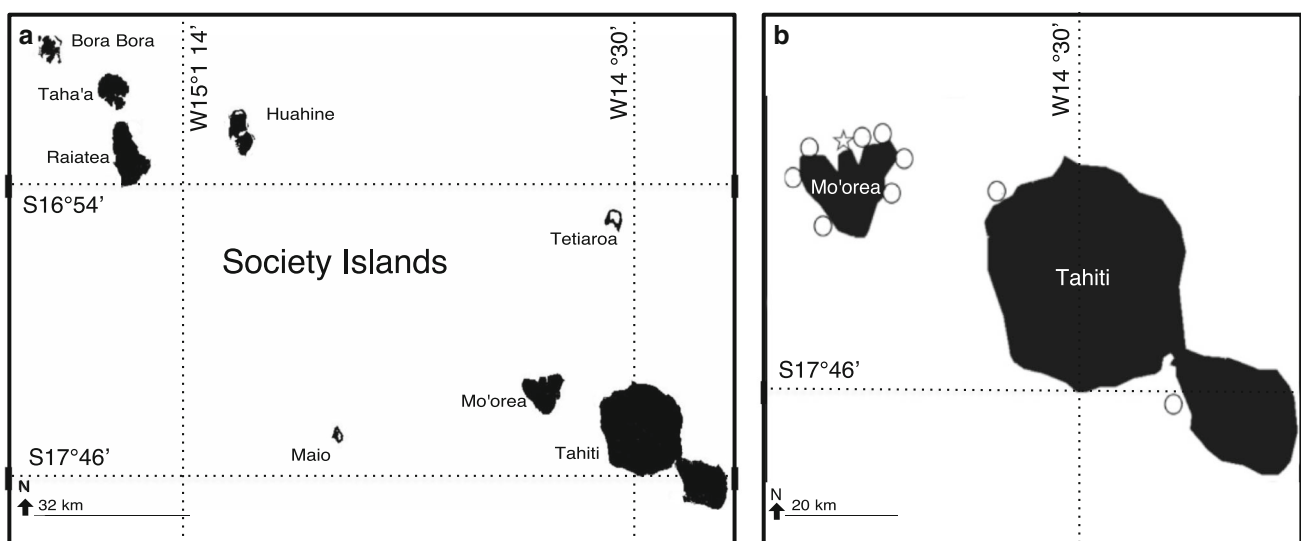 a
Bora Bora
Taha'a
Raiatea
W15°1 14'
Huahine
W14 °30'
S16°54’
Tetiaroa
Society Islands
Mo'orea
Tahiti
Maio
S17°46’
N
32 km
b
W14 °30'
Mo'orea
Tahiti
S17°46’
N
20 km